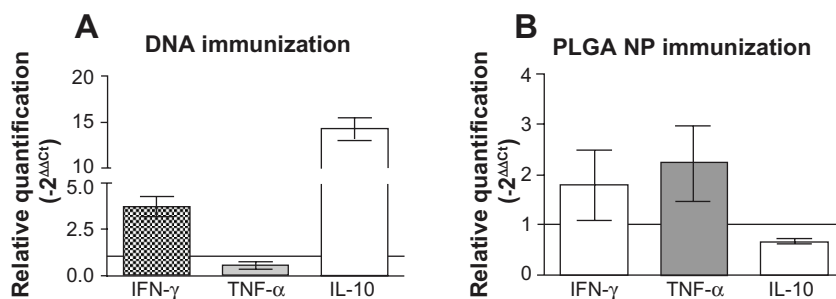 A
DNA immunization
Relative quantification
(-2^ΔΔCt)
20
15
10
5.0
2.5
0.0
IFN-γ TNF-α IL-10
B
PLGA NP immunization
Relative quantification
(-2^ΔΔCt)
4
3
2
1
0
IFN-γ TNF-α IL-10